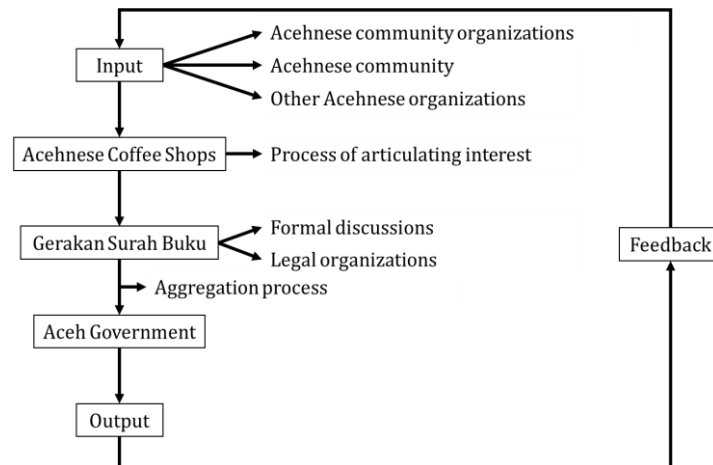 Acehnese community organizations
Input
Acehnese community
Other Acehnese organizations
Acehnese Coffee Shops
Process of articulating interest
Formal discussions
Gerakan Surah Buku
Feedback
Legal organizations
Aggregation process
Aceh Government
Output